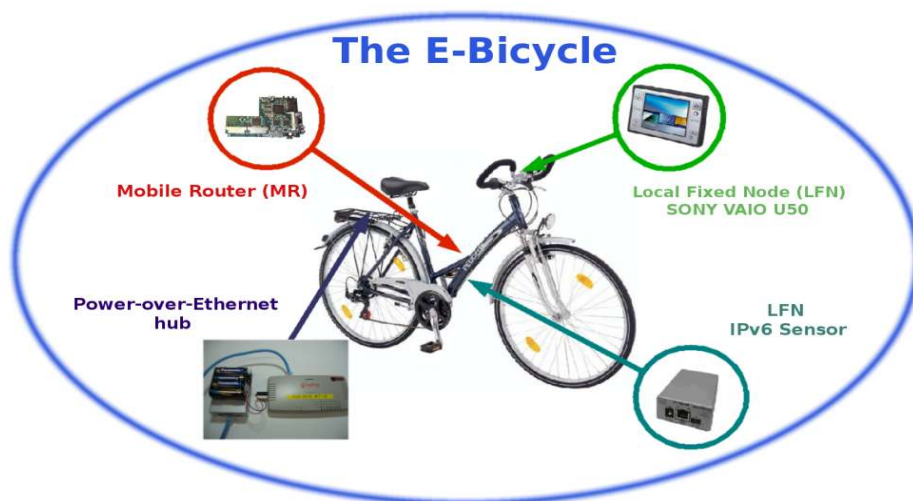 The E-Bicycle
Mobile Router (MR)
Local Fixed Node (LFN)
SONY VAIO U50
Power-over-Ethernet
hub
LFN
IPv6 Sensor